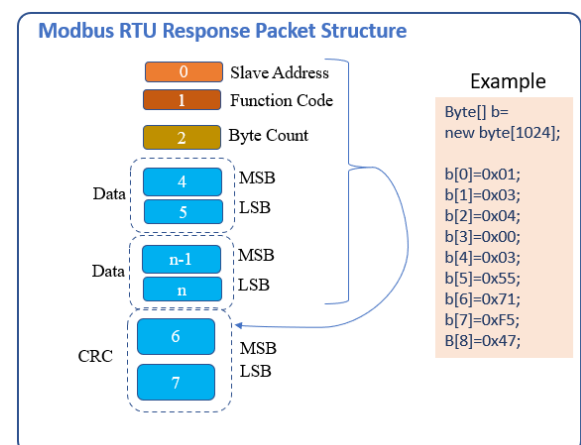 Modbus RTU Response Packet Structure
0 Slave Address
1 Function Code
2 Byte Count
Data
4 MSB
5 LSB
Data
n-1 MSB
n LSB
CRC
6 MSB
7 LSB
Example
Byte[] b=
new byte[1024];
b[0]=0x01;
b[1]=0x03;
b[2]=0x04;
b[3]=0x00;
b[4]=0x03;
b[5]=0x55;
b[6]=0x71;
b[7]=0xF5;
B[8]=0x47;